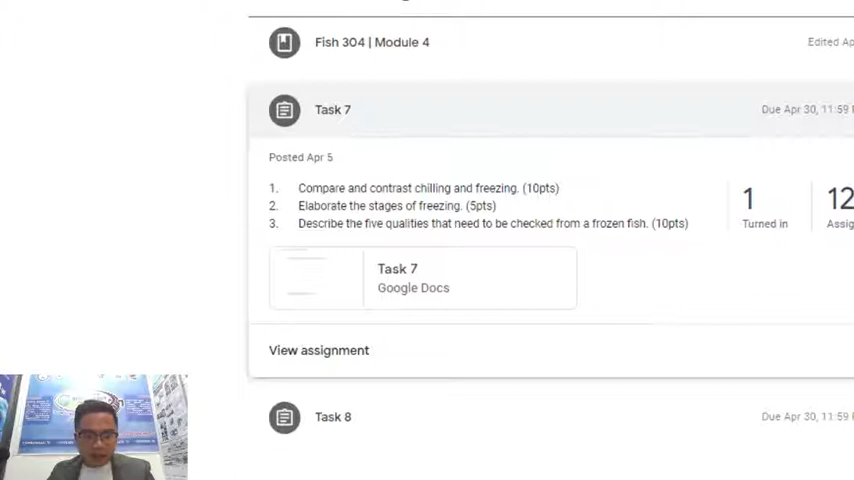 Fish 304 | Module 4
Edited Ap
Task 7
Due Apr 30, 11:59
Posted Apr 5
1. Compare and contrast chilling and freezing. (10pts)
2. Elaborate the stages of freezing. (5pts)
3. Describe the five qualities that need to be checked from a frozen fish. (10pts)
1
Turned in
12
Assig
Task 7
Google Docs
View assignment
Task 8
Due Apr 30, 11:59